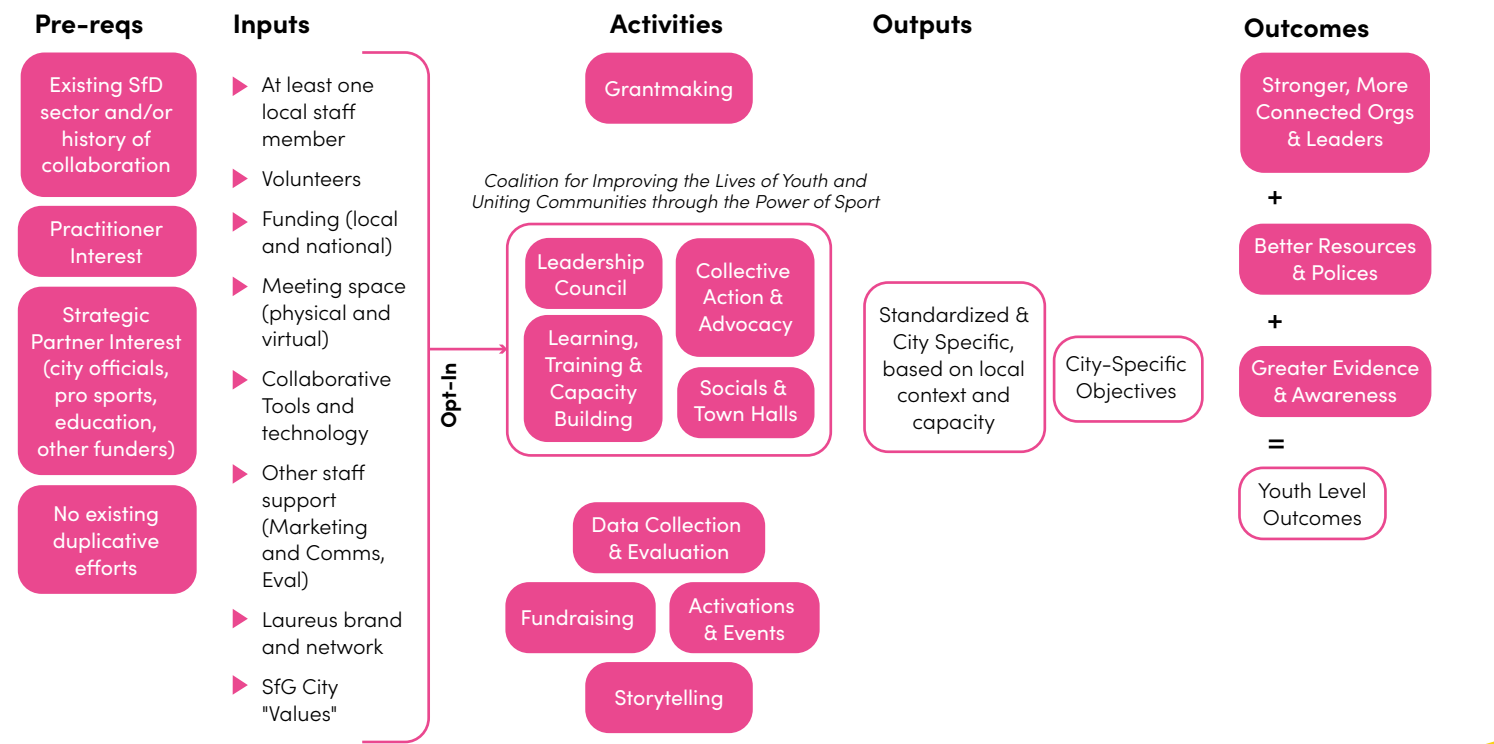 Pre-reqs
Existing SfD
sector and/or
history of
collaboration
Practitioner
Interest
Strategic
Partner Interest
(city officials,
pro sports,
education,
other funders)
No existing
duplicative
efforts
Inputs
At least one
local staff
member
Volunteers
Funding (local
and national)
Meeting space
(physical and
virtual)
Collaborative
Tools and
technology
Other staff
support
(Marketing
and Comms,
Eval)
Laureus brand
and network
SfG City
"Values"
Opt-In
Activities
Grantmaking
Coalition for Improving the Lives of Youth and
Uniting Communities through the Power of Sport
Leadership
Council
Learning,
Training &
Capacity
Building
Collective
Action &
Advocacy
Socials &
Town Halls
Data Collection
& Evaluation
Fundraising
Activations
& Events
Storytelling
Outputs
Standardized &
City Specific,
based on local
context and
capacity
City-Specific
Objectives
Outcomes
Stronger, More
Connected Orgs
& Leaders
+
Better Resources
& Polices
+
Greater Evidence
& Awareness
=
Youth Level
Outcomes